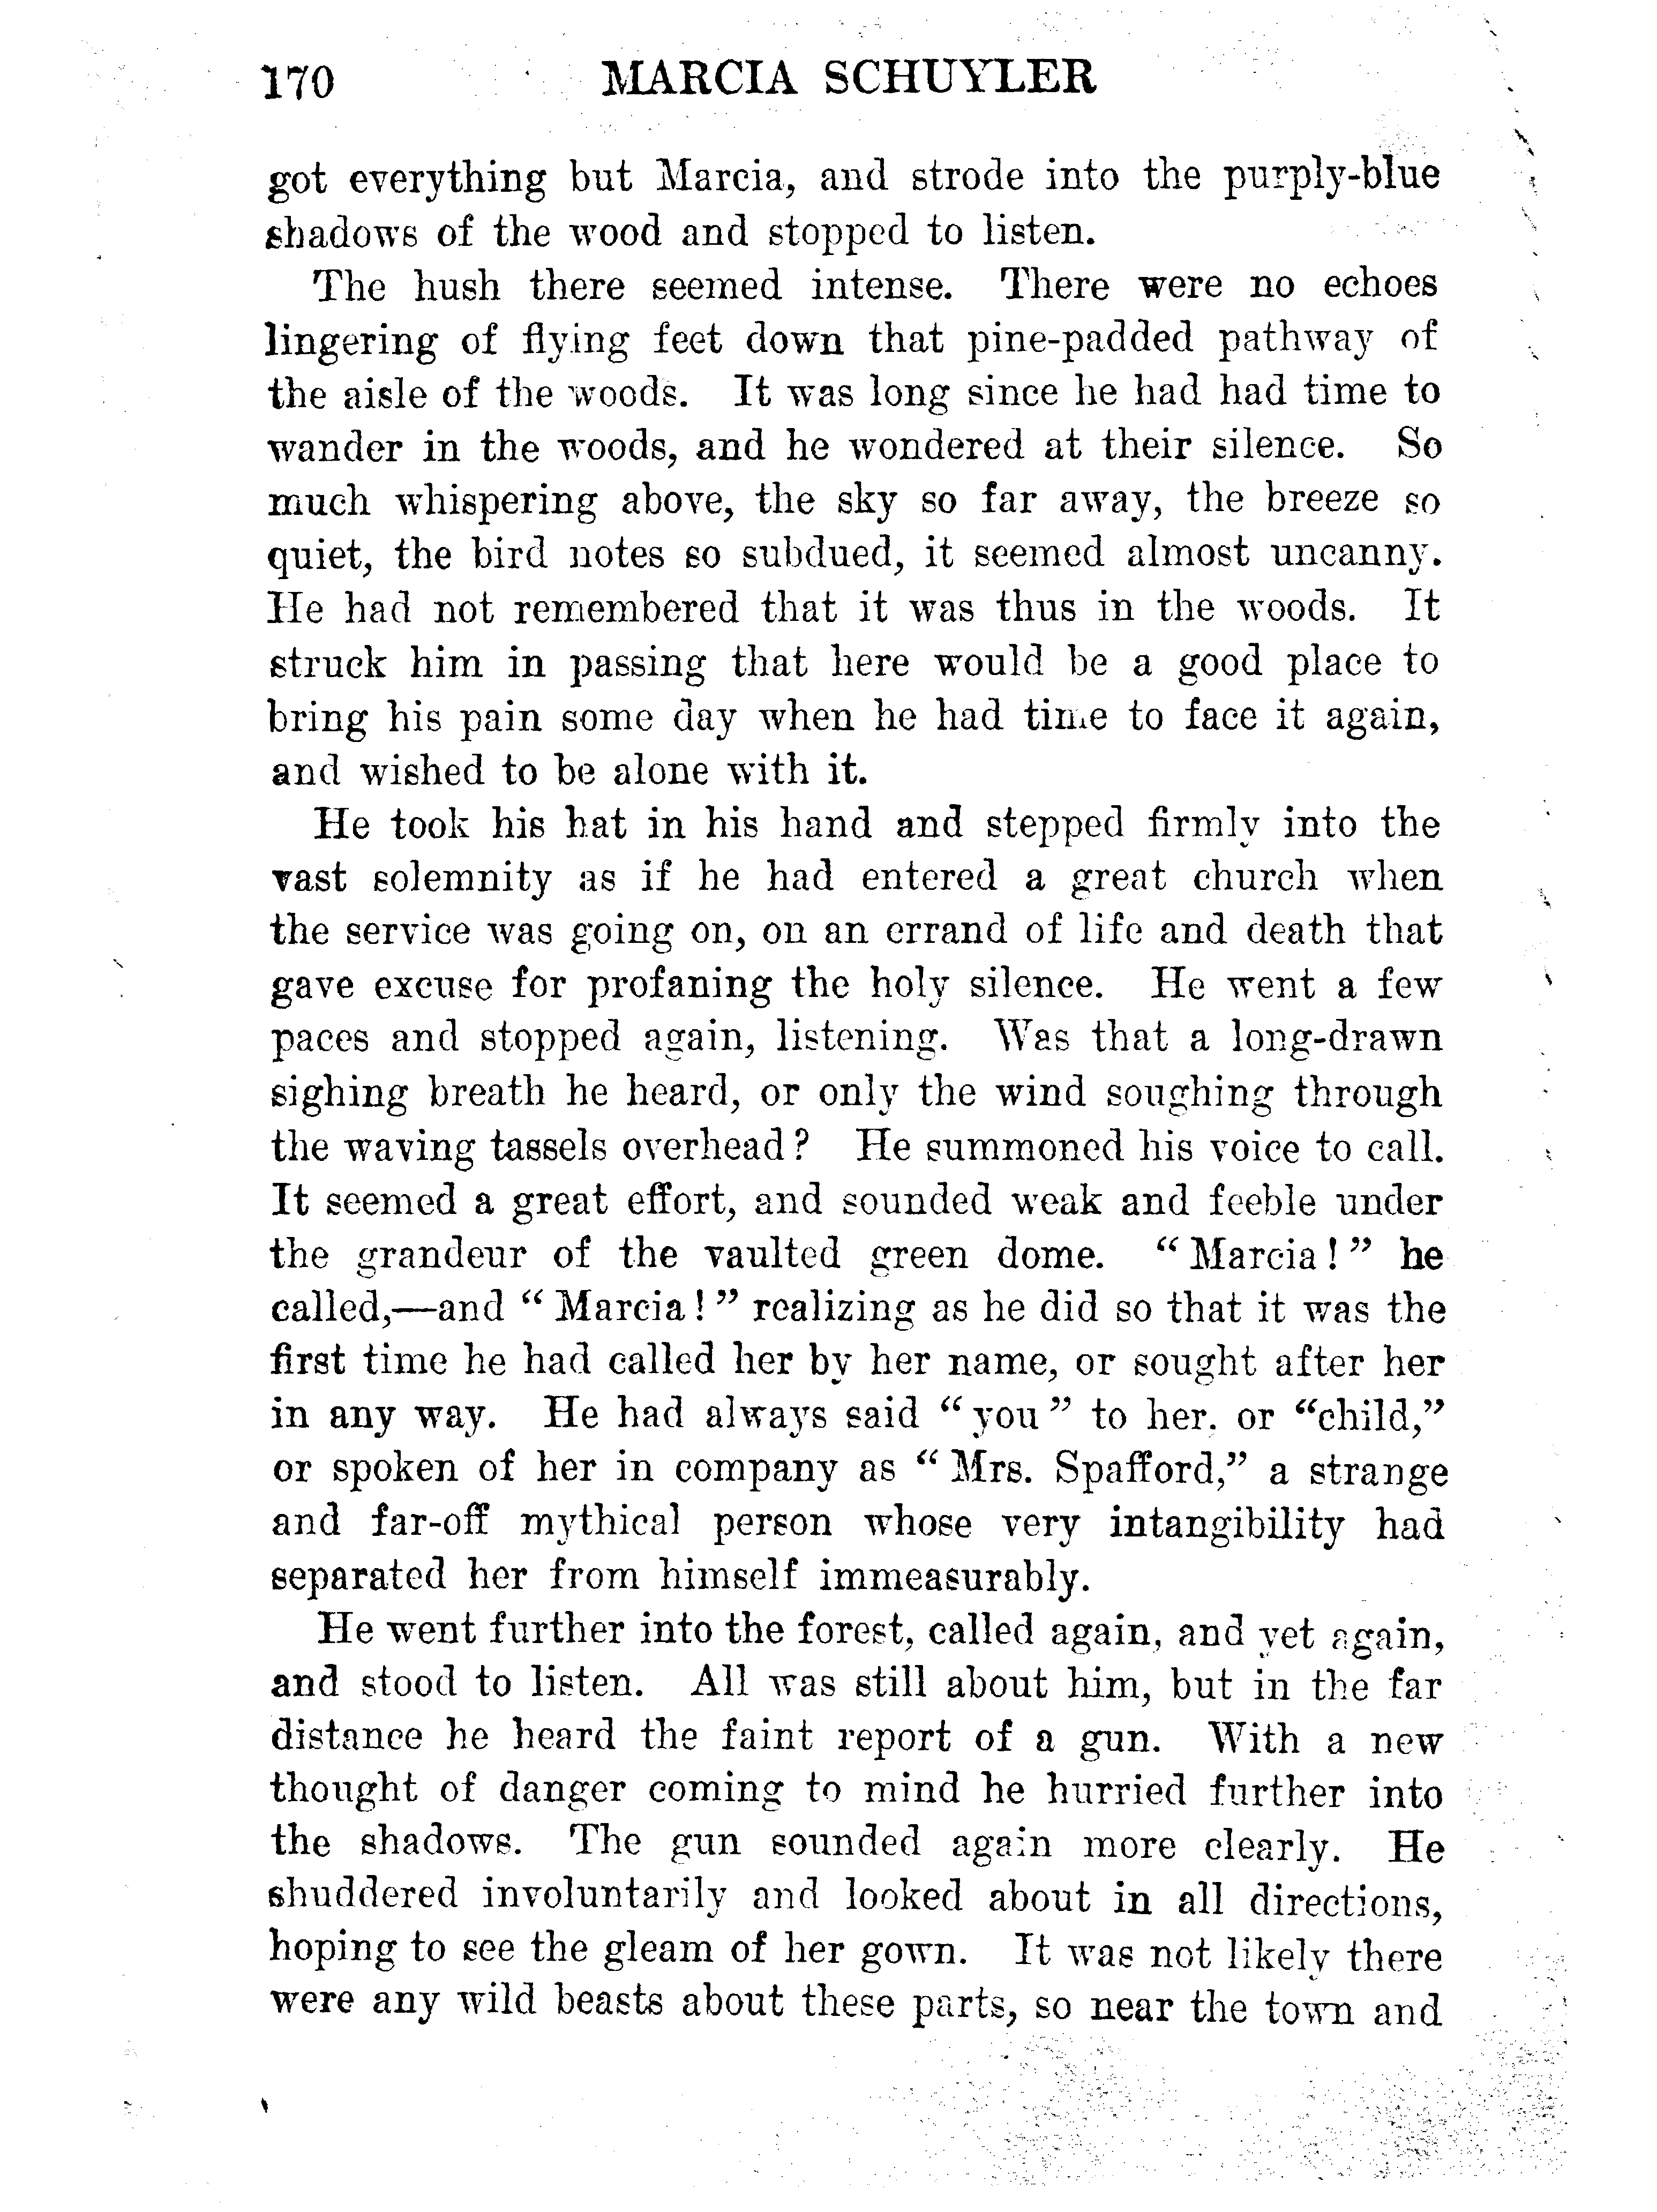 170 MARCIA SCHUYLER
got everything but Marcia, and strode into the purply-blue
shadows of the wood and stopped to listen.
The hush there seemed intense. There were no echoes
lingering of flying feet down that pine-padded pathway of
the aisle of the woods. It was long since he had had time to
wander in the woods, and he wondered at their silence. So
much whispering above, the sky so far away, the breeze so
quiet, the bird notes so subdued, it seemed almost uncanny.
He had not remembered that it was thus in the woods. It
struck him in passing that here would be a good place to
bring his pain some day when he had time to face it again,
and wished to be alone with it.
He took his hat in his hand and stepped firmly into the
vast solemnity as if he had entered a great church when
the service was going on, on an errand of life and death that
gave excuse for profaning the holy silence. He went a few
paces and stopped again, listening. Was that a long-drawn
sighing breath he heard, or only the wind soughing through
the waving tassels overhead? He summoned his voice to call.
It seemed a great effort, and sounded weak and feeble under
the grandeur of the vaulted green dome. "Marcia!" he
called,—and "Marcia!" realizing as he did so that it was the
first time he had called her by her name, or sought after her
in any way. He had always said "you" to her, or "child,"
or spoken of her in company as "Mrs. Spafford," a strange
and far-off mythical person whose very intangibility had
separated her from himself immeasurably.
He went further into the forest, called again, and yet again,
and stood to listen. All was still about him, but in the far
distance he heard the faint report of a gun. With a new
thought of danger coming to mind he hurried further into
the shadows. The gun sounded again more clearly. He
shuddered involuntarily and looked about in all directions,
hoping to see the gleam of her gown. It was not likely there
were any wild beasts about these parts, so near the town and